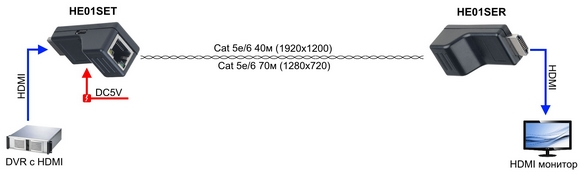 HE01SET
HE01SER
Cat 5e/6 40м (1920x1200)
Cat 5e/6 70м (1280x720)
HDMI
DC5V
HDMI
DVR с HDMI
HDMI монитор